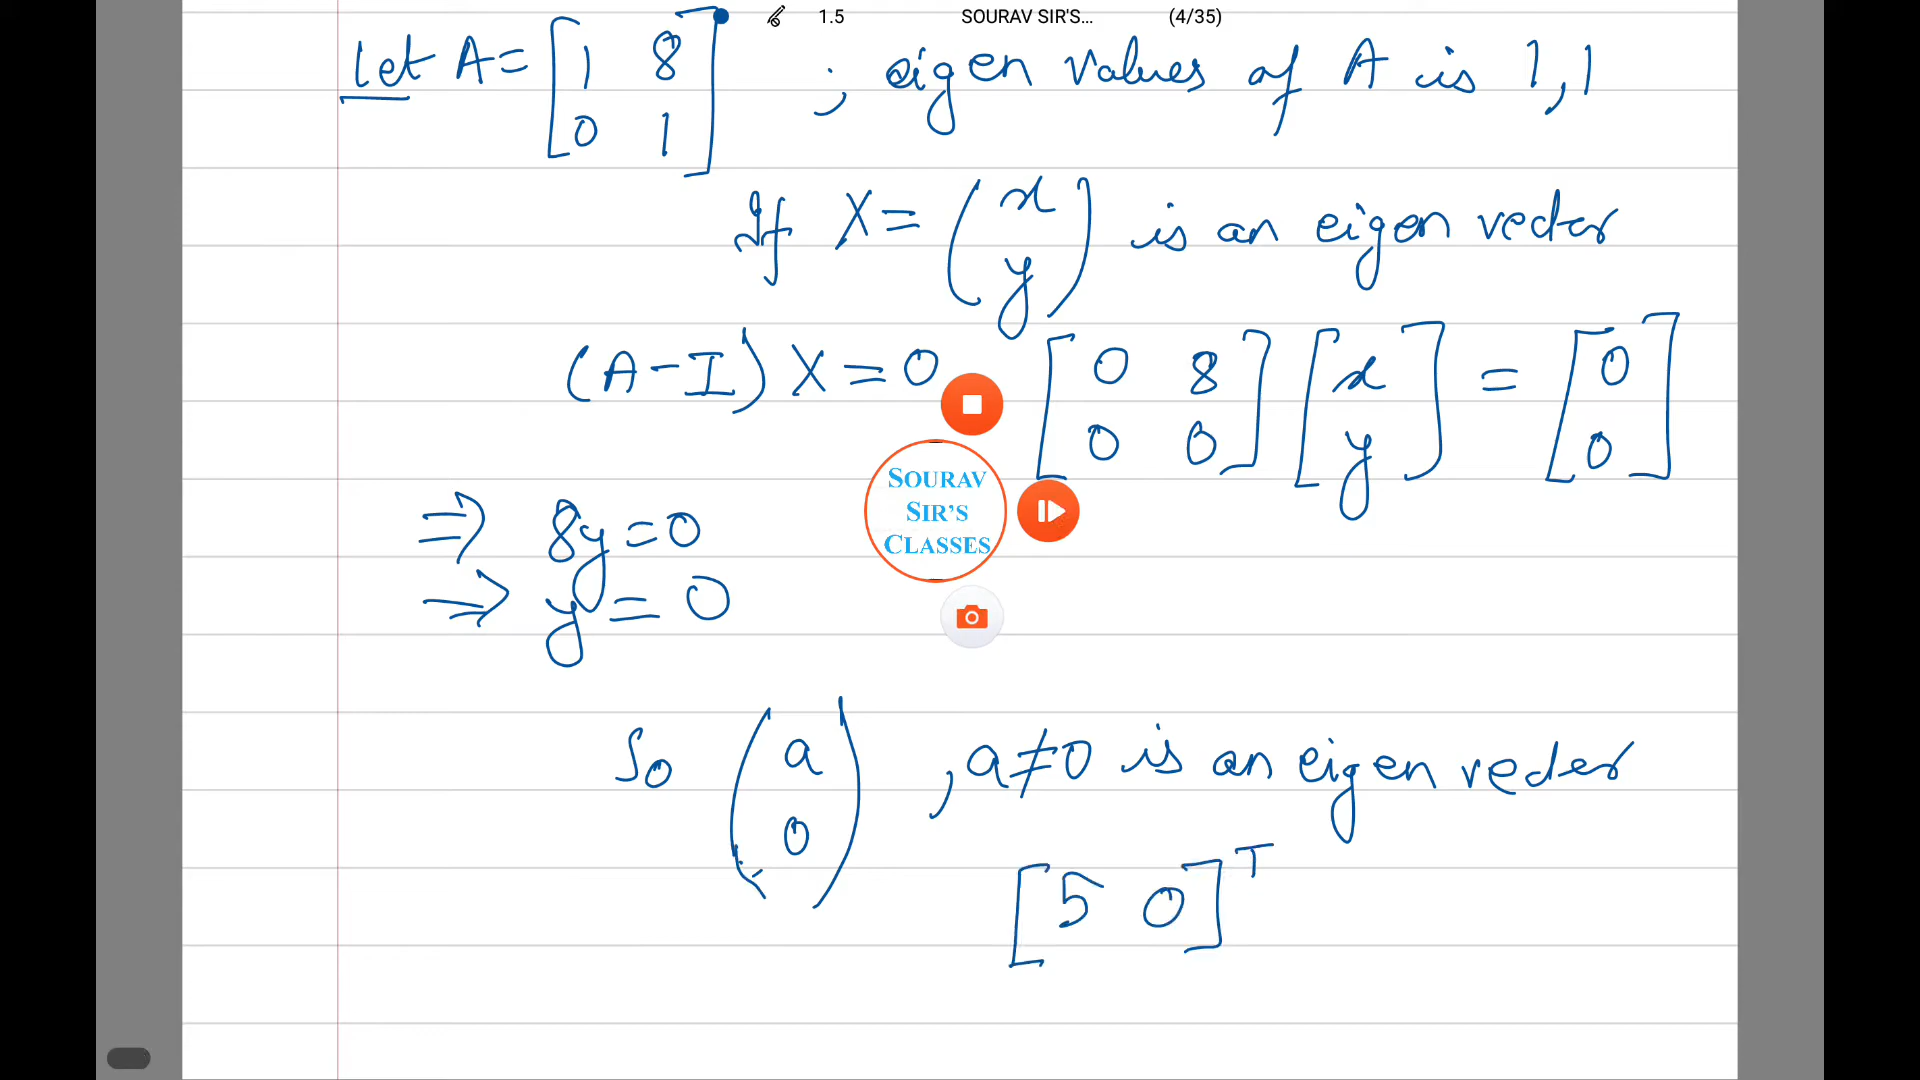 1.5 SOURAV SIR'S... (4/35)
Let A = [1 8 0 1] ; eigen values of A is 1,1
If X = (x y) is an eigen vector
(A - I) X = 0 [0 8 0 0] [x y] = [0 0]
SOURAV
SIR'S
CLASSES
⇒ 8y = 0
⇒ y = 0
So (a 0) , a ≠ 0 is an eigen vector
[5 0]ᵀ